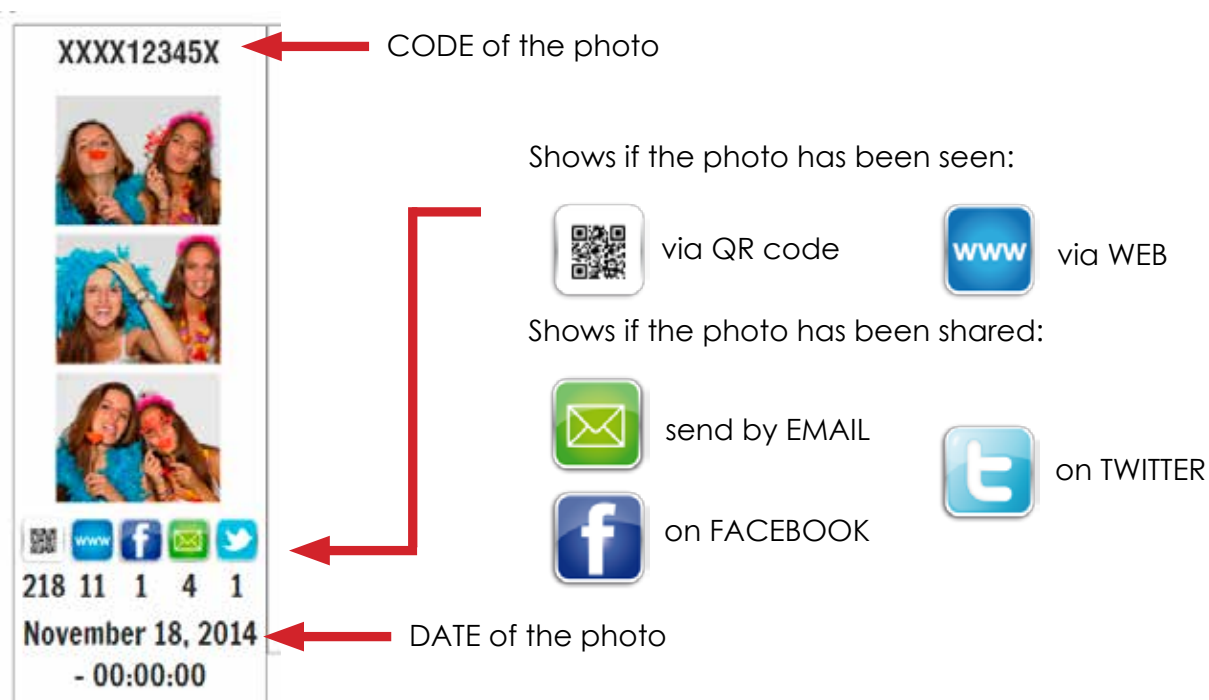 XXXX12345X
CODE of the photo
Shows if the photo has been seen:
via QR code
www
via WEB
Shows if the photo has been shared:
send by EMAIL
on TWITTER
on FACEBOOK
www
218 11 1 4 1
November 18, 2014
- 00:00:00
DATE of the photo